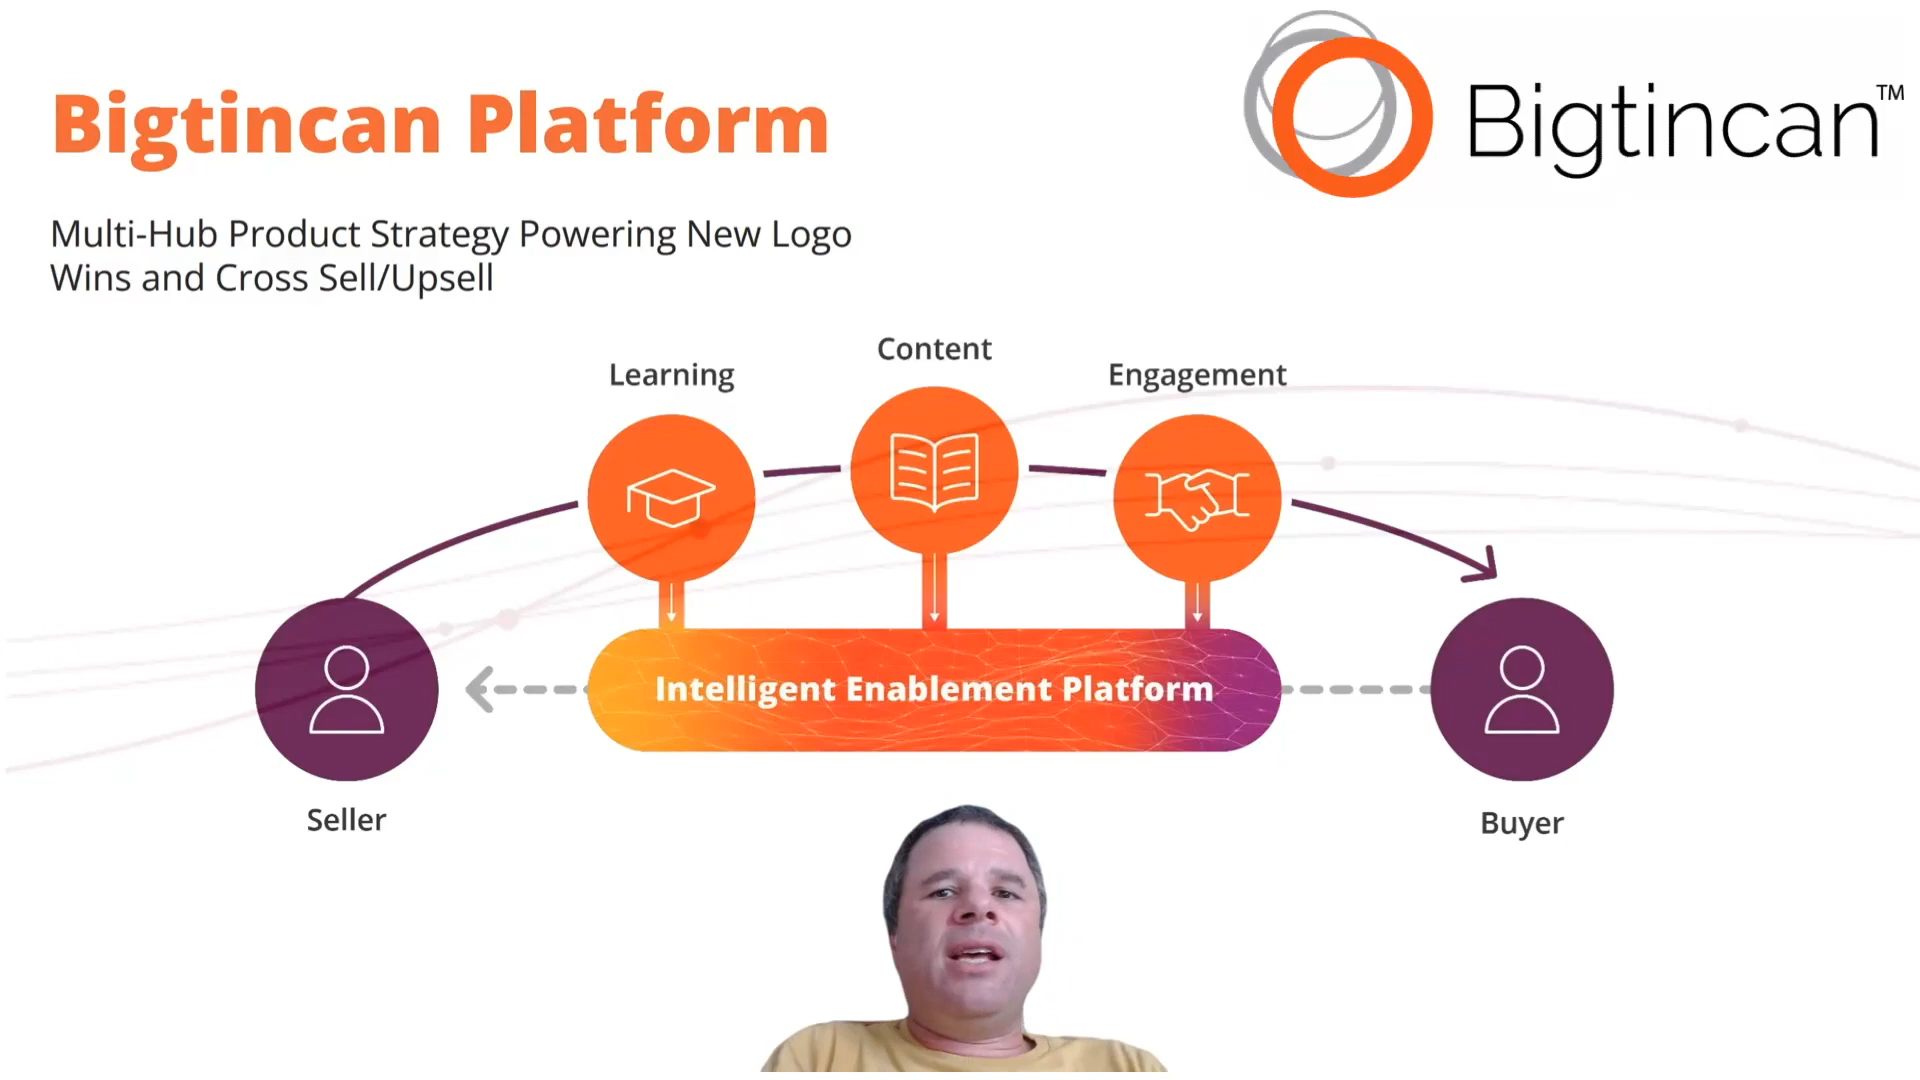 Bigtincan Platform
Bigtincan™
Multi-Hub Product Strategy Powering New Logo
Wins and Cross Sell/Upsell
Learning
Content
Engagement
Intelligent Enablement Platform
Seller
Buyer